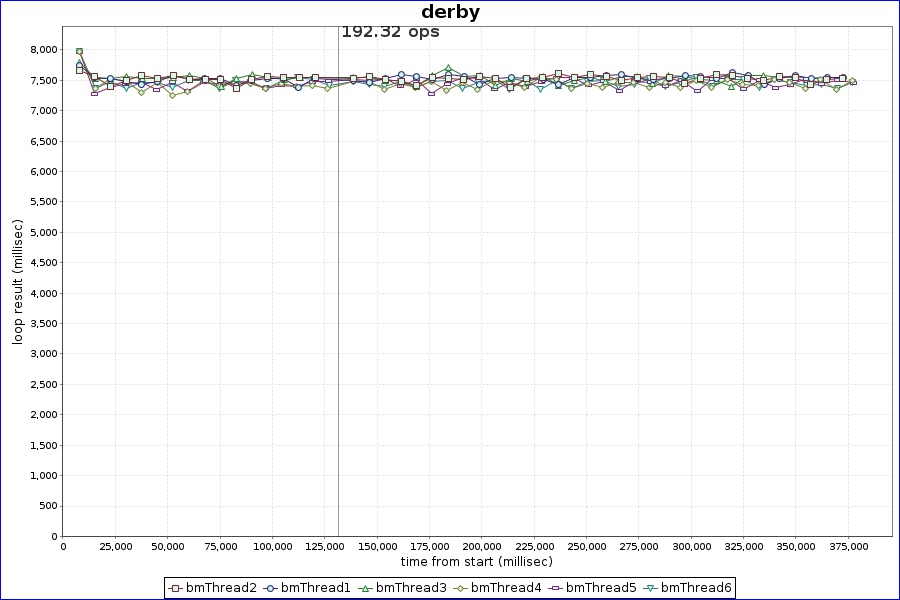 derby
192.32 ops
8,000
7,500
7,000
6,500
6,000
5,500
5,000
4,500
4,000
3,500
3,000
2,500
2,000
1,500
1,000
500
0
loop result (millisec)
0 25,000 50,000 75,000 100,000 125,000 150,000 175,000 200,000 225,000 250,000 275,000 300,000 325,000 350,000 375,000
time from start (millisec)
bmThread2 bmThread1 bmThread3 bmThread4 bmThread5 bmThread6